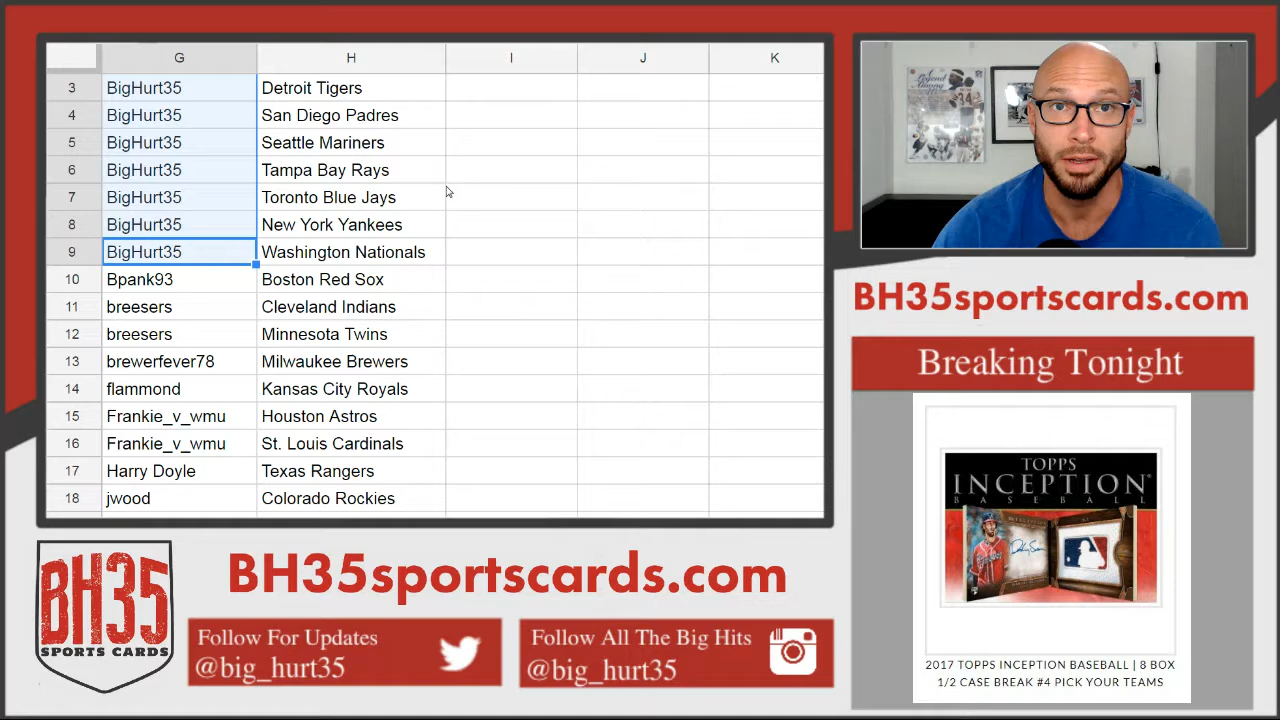 G H I J K
3 BigHurt35 Detroit Tigers
4 BigHurt35 San Diego Padres
5 BigHurt35 Seattle Mariners
6 BigHurt35 Tampa Bay Rays
7 BigHurt35 Toronto Blue Jays
8 BigHurt35 New York Yankees
9 BigHurt35 Washington Nationals
10 Bpank93 Boston Red Sox
11 breesers Cleveland Indians
12 breesers Minnesota Twins
13 brewerfever78 Milwaukee Brewers
14 flammond Kansas City Royals
15 Frankie_v_wmu Houston Astros
16 Frankie_v_wmu St. Louis Cardinals
17 Harry Doyle Texas Rangers
18 jwood Colorado Rockies
BH35sportscards.com
Breaking Tonight
TOPPS
INCEPTION
BASEBALL
2017 TOPPS INCEPTION BASEBALL | 8 BOX
1/2 CASE BREAK #4 PICK YOUR TEAMS
BH35
SPORTS CARDS
BH35sportscards.com
Follow For Updates
@big_hurt35
Follow All The Big Hits
@big_hurt35